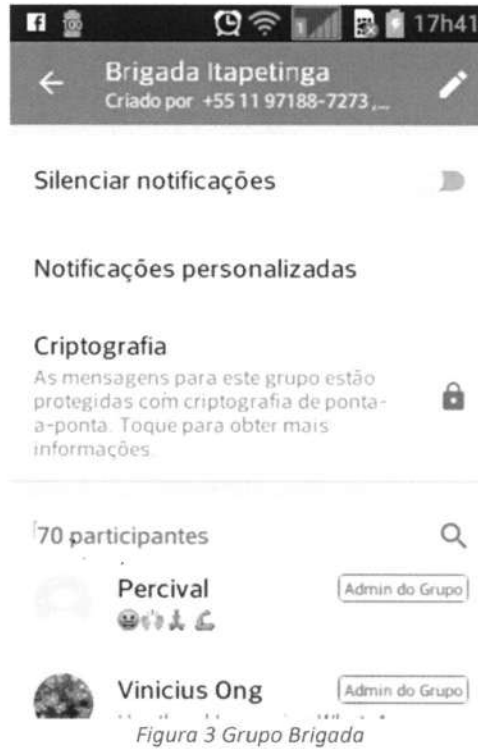 17h41
Brigada Itapetinga
Criado por +55 11 97188-7273 ,...
Silenciar notificações
Notificações personalizadas
Criptografia
As mensagens para este grupo estão
protegidas com criptografia de ponta-
a-ponta. Toque para obter mais
informações.
70 participantes
Percival
Admin do Grupo
Vinicius Ong
Admin do Grupo
Figura 3 Grupo Brigada